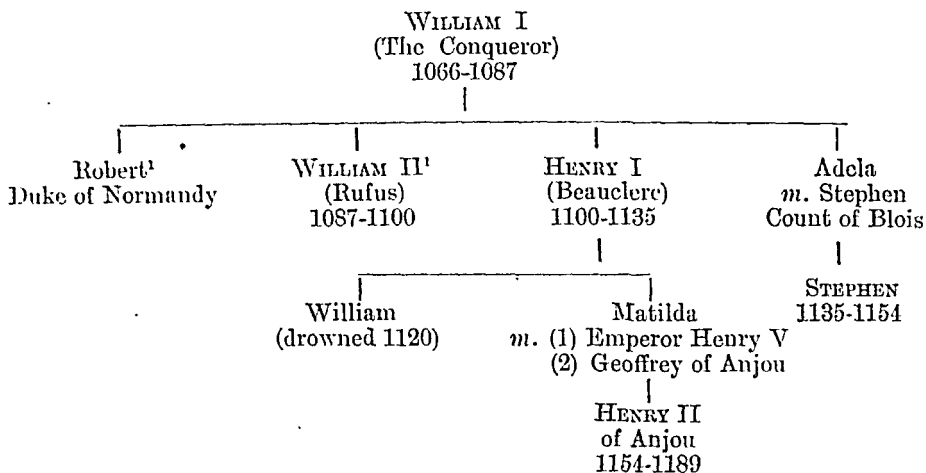 WILLIAM I
(The Conqueror)
1066-1087
Robert¹
Duke of Normandy
WILLIAM II¹
(Rufus)
1087-1100
HENRY I
(Beauclerc)
1100-1135
Adela
m. Stephen
Count of Blois
William
(drowned 1120)
Matilda
m. (1) Emperor Henry V
(2) Geoffrey of Anjou
STEPHEN
1135-1154
HENRY II
of Anjou
1154-1189